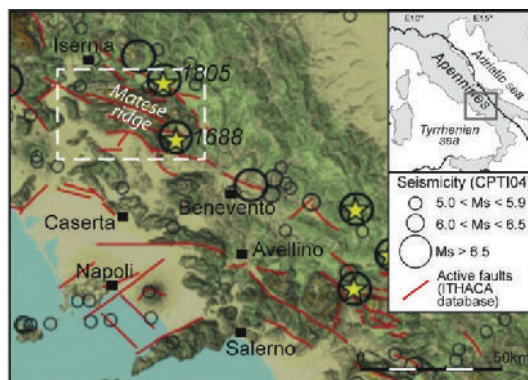 Isernia
1805
Matese
ridge
1688
Benevento
Caserta
Avellino
Napoli
Salerno
0 50km
E10° E15°
Adriatic sea
Apennines
Tyrrhenian
sea
Seismicity (CPTI04)
5.0 < Ms < 5.9
6.0 < Ms < 6.5
Ms > 6.5
Active faults
(ITHACA
database)